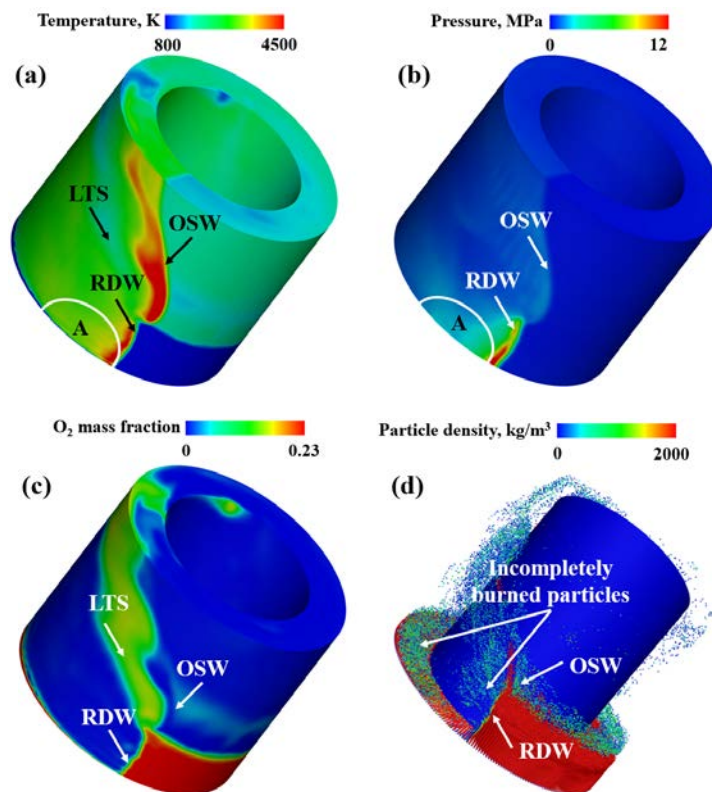 Temperature, K
800 4500
(a)
LTS
OSW
RDW
A
Pressure, MPa
0 12
(b)
OSW
RDW
A
O₂ mass fraction
0 0.23
(c)
LTS
OSW
RDW
Particle density, kg/m³
0 2000
(d)
Incompletely
burned particles
OSW
RDW